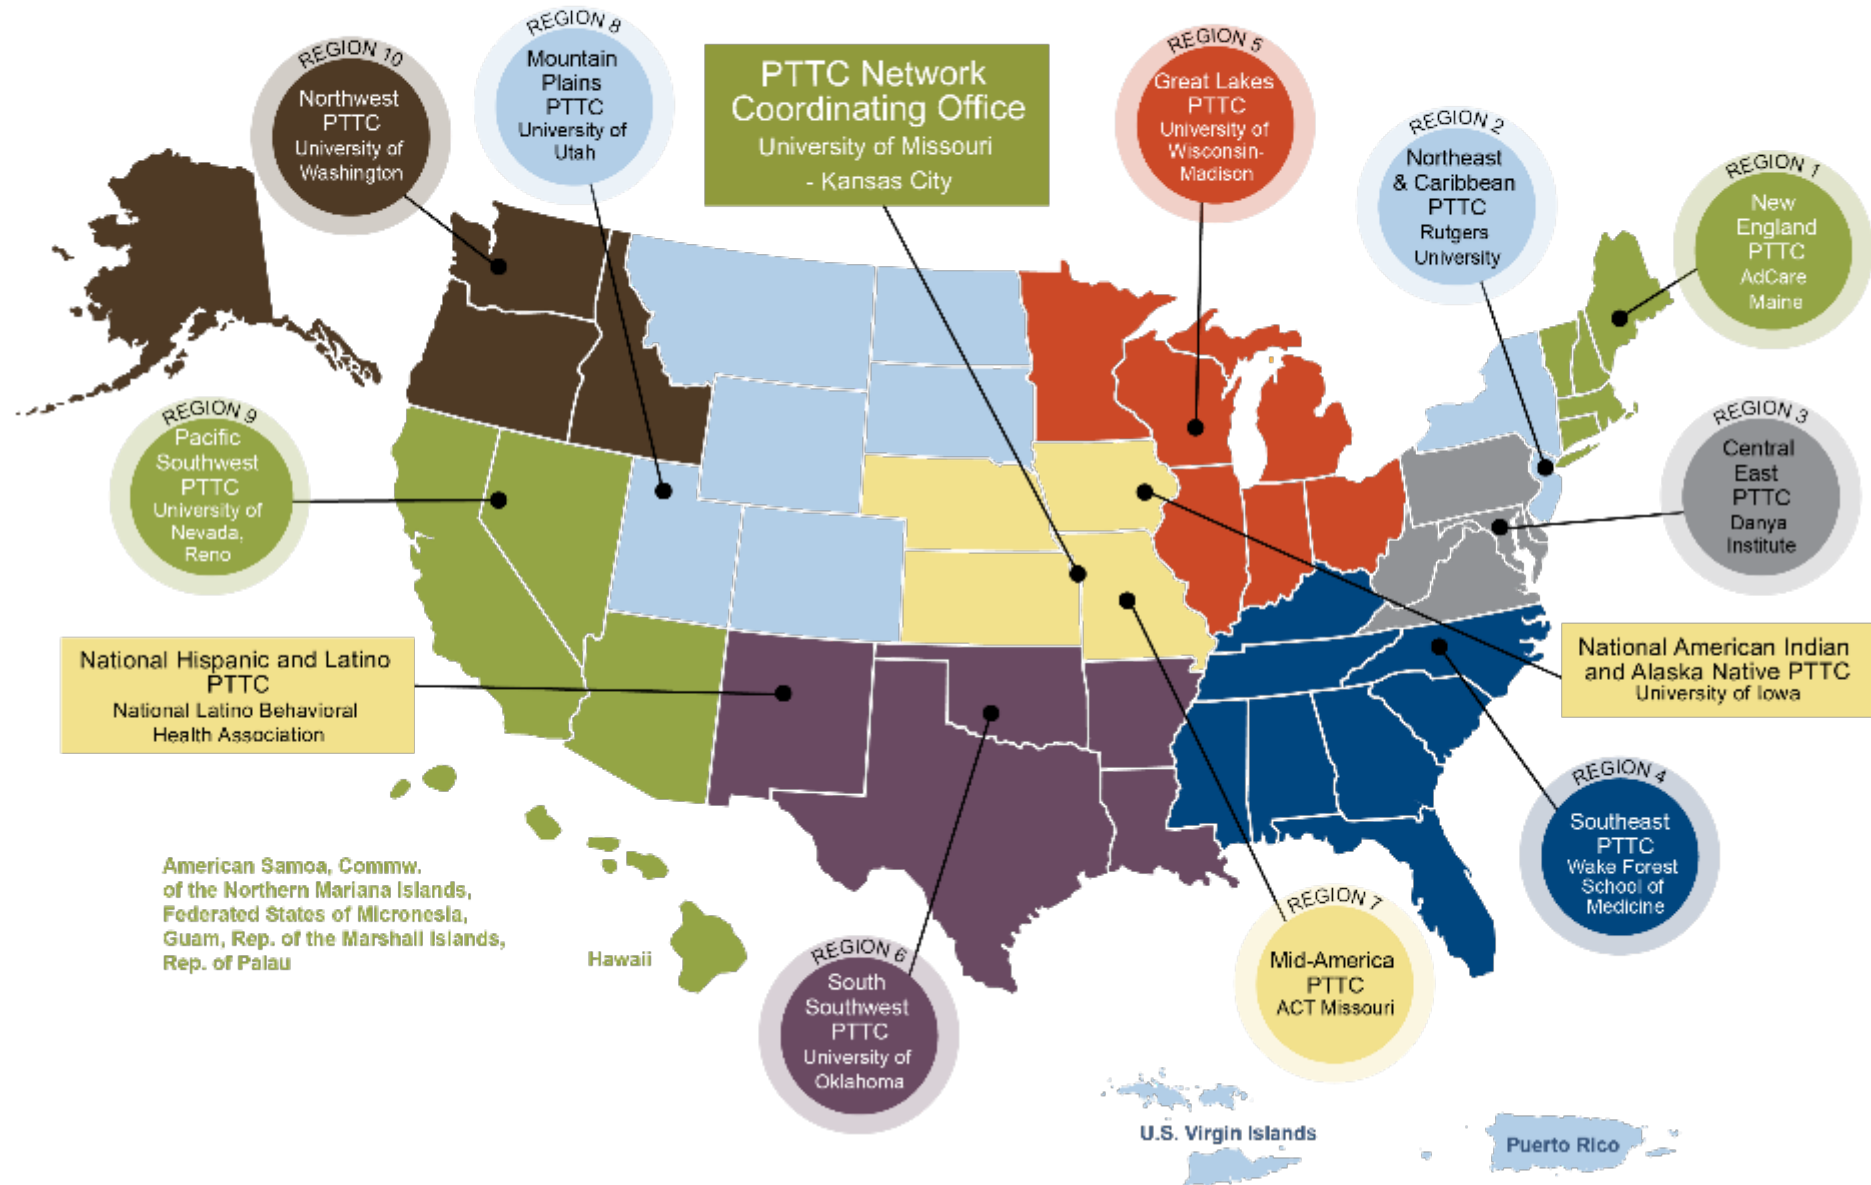 REGION 10
Northwest
PTTC
University of
Washington
REGION 8
Mountain
Plains
PTTC
University of
Utah
PTTC Network
Coordinating Office
University of Missouri
- Kansas City
REGION 5
Great Lakes
PTTC
University of
Wisconsin-
Madison
REGION 2
Northeast
& Caribbean
PTTC
Rutgers
University
REGION 1
New
England
PTTC
AdCare
Maine
REGION 9
Pacific
Southwest
PTTC
University of
Nevada,
Reno
REGION 3
Central
East
PTTC
Danya
Institute
National Hispanic and Latino
PTTC
National Latino Behavioral
Health Association
National American Indian
and Alaska Native PTTC
University of Iowa
REGION 4
Southeast
PTTC
Wake Forest
School of
Medicine
American Samoa, Commw.
of the Northern Mariana Islands,
Federated States of Micronesia,
Guam, Rep. of the Marshall Islands,
Rep. of Palau
Hawaii
REGION 6
South
Southwest
PTTC
University of
Oklahoma
REGION 7
Mid-America
PTTC
ACT Missouri
U.S. Virgin Islands
Puerto Rico